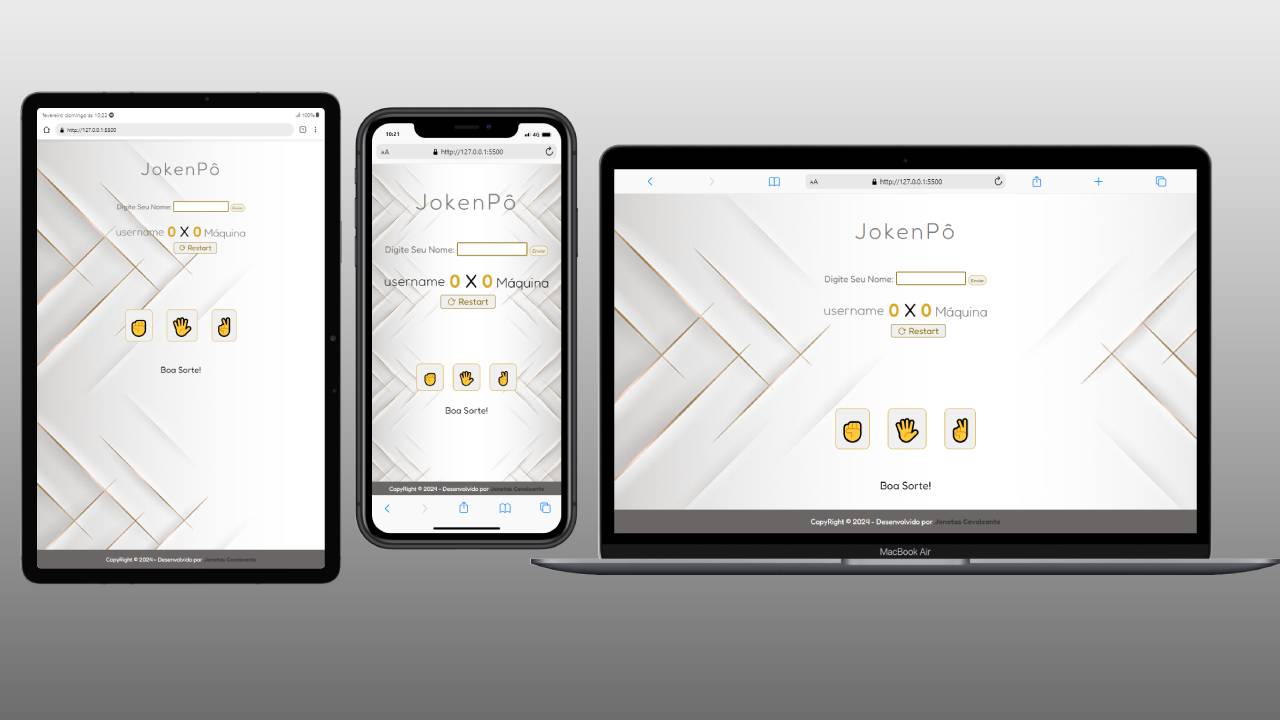 fevereiro domingo às 10:22
100%
http://127.0.0.1:5500
JokenPô
Digite Seu Nome:
Enviar
username 0 X 0 Máquina
Restart
Boa Sorte!
CopyRight © 2024 - Desenvolvido por Jonatas Cavalcante
10:21
4G
AA
http://127.0.0.1:5500
JokenPô
Digite Seu Nome:
Enviar
username 0 X 0 Máquina
Restart
Boa Sorte!
CopyRight © 2024 - Desenvolvido por Jonatas Cavalcante
AA
http://127.0.0.1:5500
JokenPô
Digite Seu Nome:
Enviar
username 0 X 0 Máquina
Restart
Boa Sorte!
CopyRight © 2024 - Desenvolvido por Jonatas Cavalcante
MacBook Air